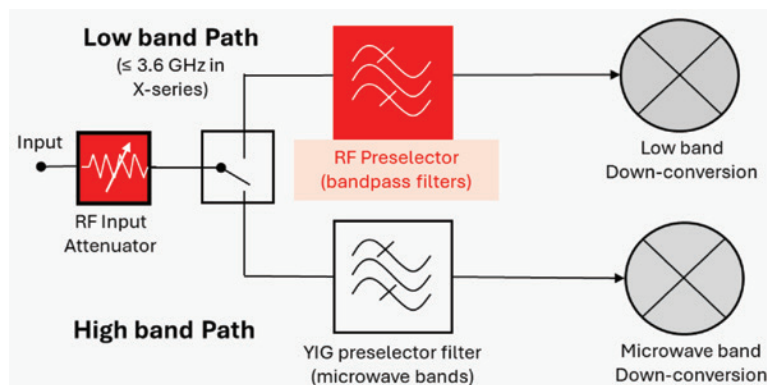 Low band Path
(≤ 3.6 GHz in
X-series)
Input
RF Input
Attenuator
RF Preselector
(bandpass filters)
Low band
Down-conversion
High band Path
YIG preselector filter
(microwave bands)
Microwave band
Down-conversion